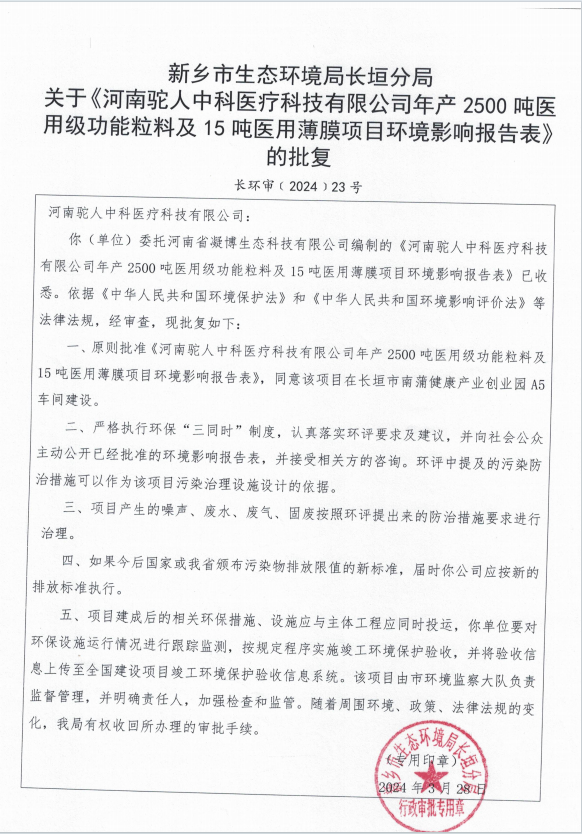 新乡市生态环境局长垣分局
关于《河南驼人中科医疗科技有限公司年产 2500 吨医
用级功能粒料及 15 吨医用薄膜项目环境影响报告表》
的批复
长环审﹝2024﹞23 号
河南驼人中科医疗科技有限公司：
你（单位）委托河南省凝博生态科技有限公司编制的《河南驼人中科医疗科技
有限公司年产 2500 吨医用级功能粒料及 15 吨医用薄膜项目环境影响报告表》已收
悉。依据《中华人民共和国环境保护法》和《中华人民共和国环境影响评价法》等
法律法规，经审查，现批复如下：
一、原则批准《河南驼人中科医疗科技有限公司年产 2500 吨医用级功能粒料及
15 吨医用薄膜项目环境影响报告表》，同意该项目在长垣市南蒲健康产业创业园 A5
车间建设。
二、严格执行环保“三同时”制度，认真落实环评要求及建议，并向社会公众
主动公开已经批准的环境影响报告表，并接受相关方的咨询。环评中提及的污染防
治措施可以作为该项目污染治理设施设计的依据。
三、项目产生的噪声、废水、废气、固废按照环评提出来的防治措施要求进行
治理。
四、如果今后国家或我省颁布污染物排放限值的新标准，届时你公司应按新的
排放标准执行。
五、项目建成后的相关环保措施、设施应与主体工程应同时投运，你单位要对
环保设施运行情况进行跟踪监测，按规定程序实施竣工环境保护验收，并将验收信
息上传至全国建设项目竣工环境保护验收信息系统。该项目由市环境监察大队负责
监督管理，并明确责任人，加强检查和监管。随着周围环境、政策、法律法规的变
化，我局有权收回所办理的审批手续。
（专用印章）
2024 年 3 月 28 日
新乡市生态环境局长垣分局
行政审批专用章